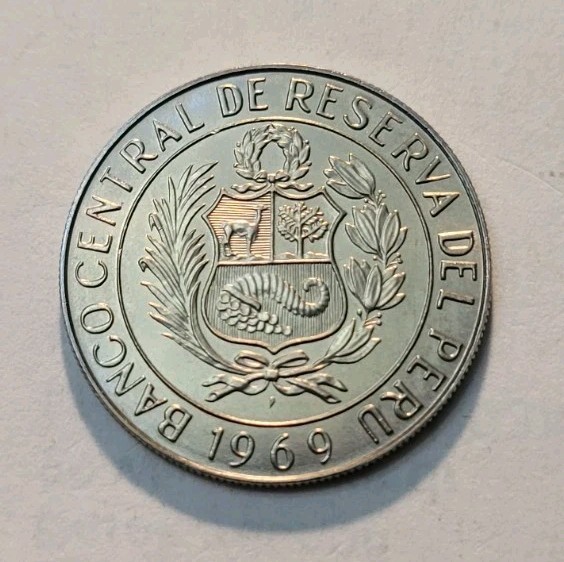 BANCO CENTRAL DE RESERVA DEL PERU
1969